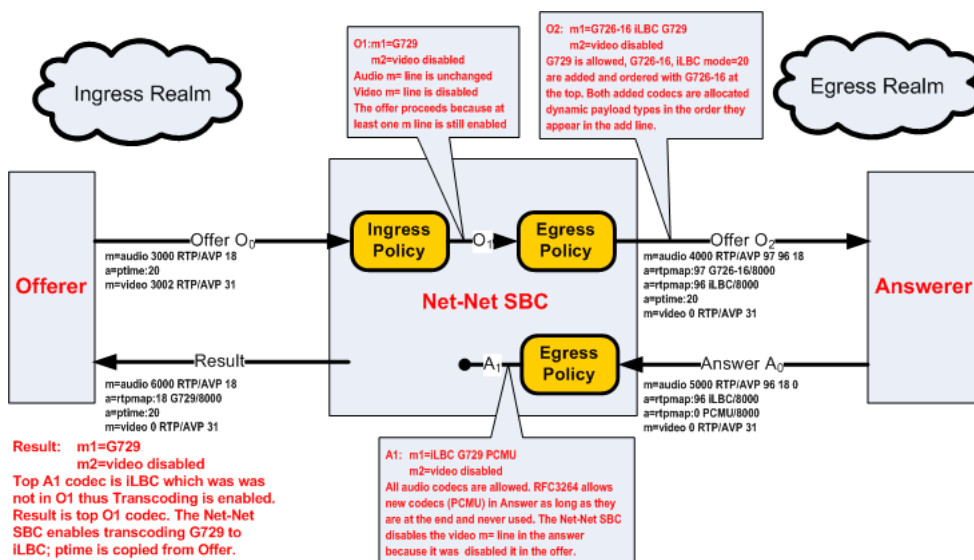 Ingress Realm
O1:m1=G729
m2=video disabled
Audio m= line is unchanged
Video m= line is disabled
The offer proceeds because at
least one m line is still enabled
O2: m1=G726-16 iLBC G729
m2=video disabled
G729 is allowed, G726-16, iLBC mode=20
are added and ordered with G726-16 at
the top. Both added codecs are allocated
dynamic payload types in the order they
appear in the add line.
Egress Realm
Offerer
Offer O0
m=audio 3000 RTP/AVP 18
a=ptime:20
m=video 3002 RTP/AVP 31
Ingress
Policy
O1
Egress
Policy
Net-Net SBC
Offer O2
m=audio 4000 RTP/AVP 97 96 18
a=rtpmap:97 G726-16/8000
a=rtpmap:96 iLBC/8000
a=ptime:20
m=video 0 RTP/AVP 31
Answerer
Result
m=audio 6000 RTP/AVP 18
a=rtpmap:18 G729/8000
a=ptime:20
m=video 0 RTP/AVP 31
A1
Egress
Policy
Answer A0
m=audio 5000 RTP/AVP 96 18 0
a=rtpmap:96 iLBC/8000
a=rtpmap:0 PCMU/8000
m=video 0 RTP/AVP 31
Result: m1=G729
m2=video disabled
Top A1 codec is iLBC which was was
not in O1 thus Transcoding is enabled.
Result is top O1 codec. The Net-Net
SBC enables transcoding G729 to
iLBC; ptime is copied from Offer.
A1: m1=iLBC G729 PCMU
m2=video disabled
All audio codecs are allowed. RFC3264 allows
new codecs (PCMU) in Answer as long as they
are at the end and never used. The Net-Net SBC
disables the video m= line in the answer
because it was disabled it in the offer.